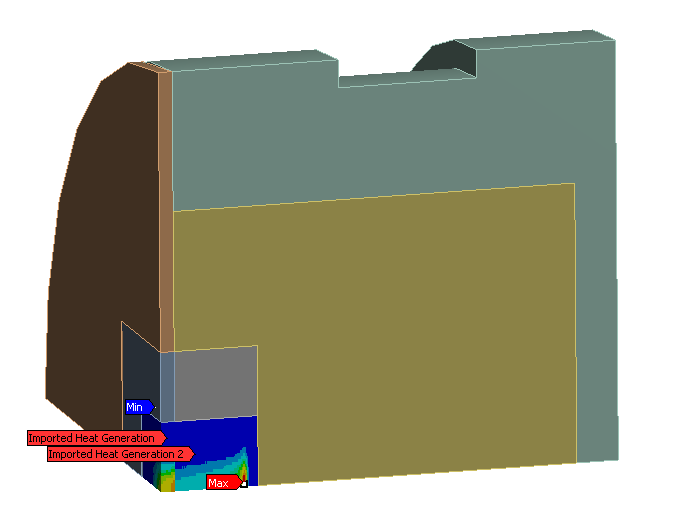 Min
Imported Heat Generation
Imported Heat Generation 2
Max